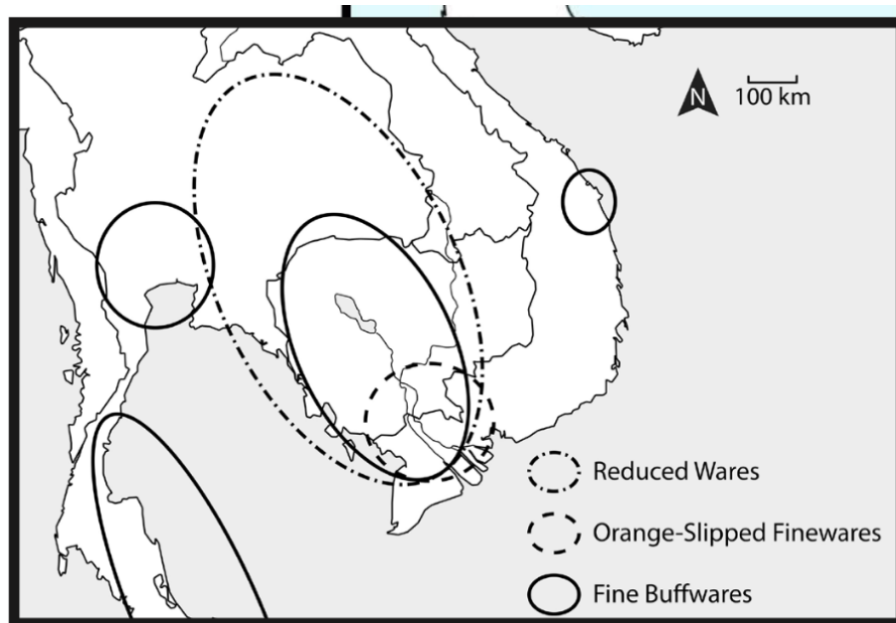 N
100 km
Reduced Wares
Orange-Slipped Finewares
Fine Buffwares